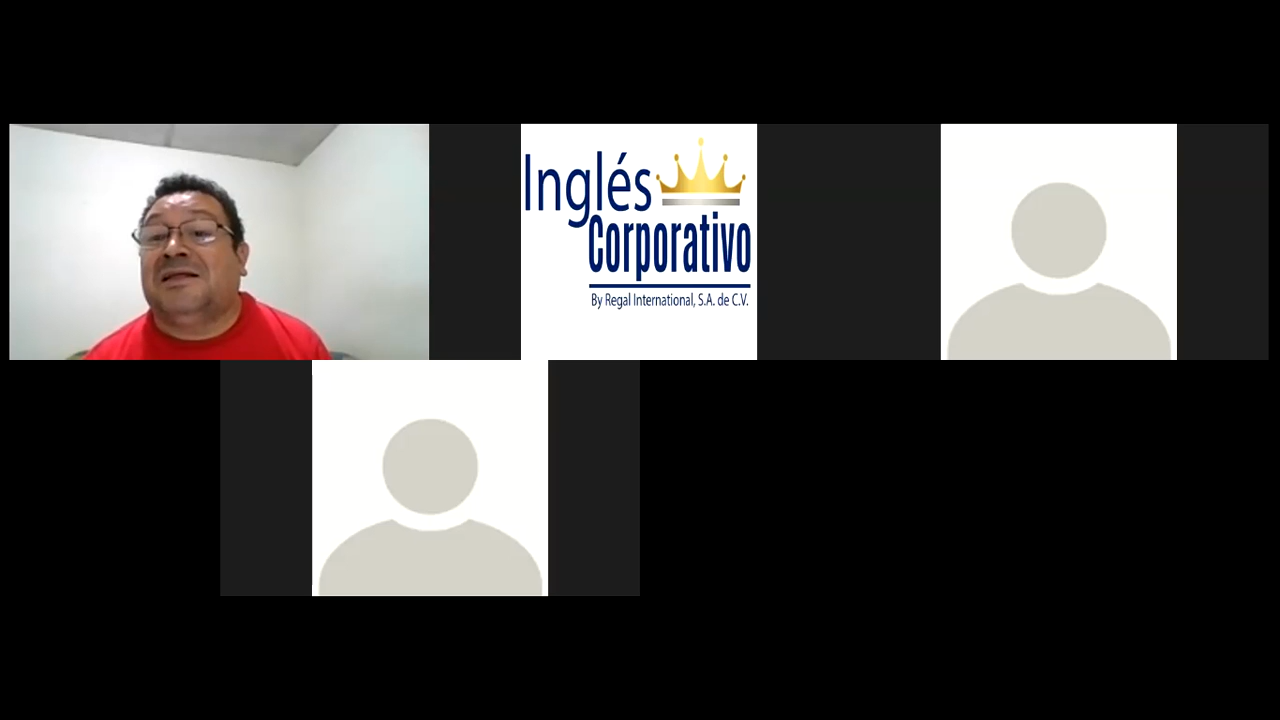 Inglés
Corporativo
By Regal International, S.A. de C.V.